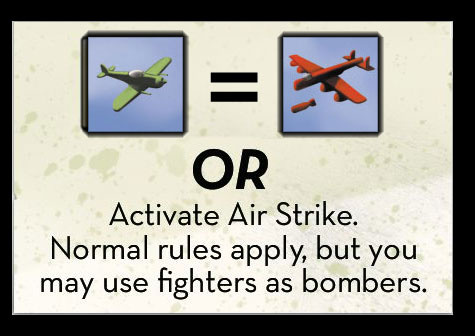 =
OR
Activate Air Strike.
Normal rules apply, but you
may use fighters as bombers.